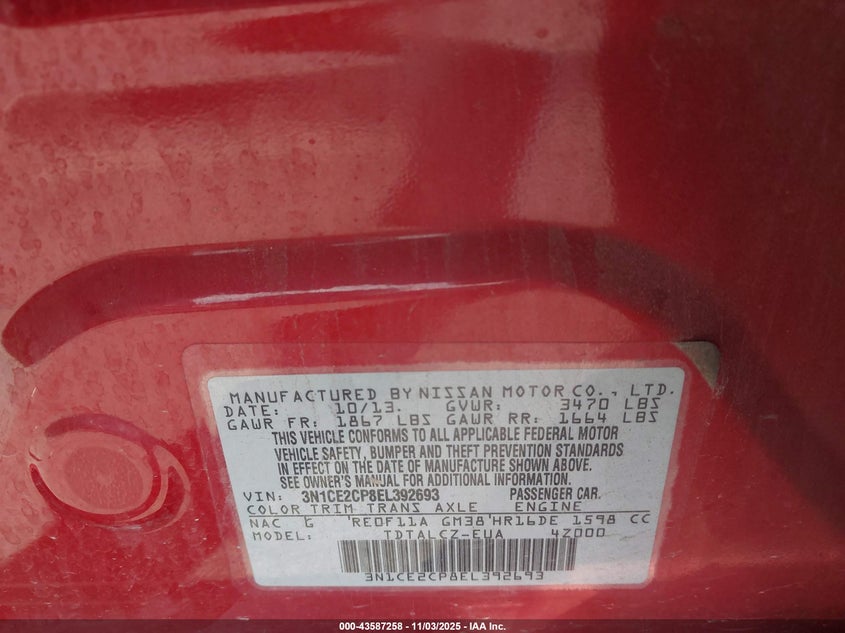 MANUFACTURED BY NISSAN MOTOR CO., LTD.
DATE: 10/13. GVWR: 3470 LBS
GAWR FR: 1867 LBS GAWR RR: 1664 LBS
THIS VEHICLE CONFORMS TO ALL APPLICABLE FEDERAL MOTOR
VEHICLE SAFETY, BUMPER AND THEFT PREVENTION STANDARDS
IN EFFECT ON THE DATE OF MANUFACTURE SHOWN ABOVE.
SEE OWNER'S MANUAL FOR ADDITIONAL INFORMATION.
VIN: 3N1CE2CP8EL392693 PASSENGER CAR.
COLOR TRIM TRANS AXLE ENGINE
NAC G RE0F11A GM38 HR16DE 1598 CC
MODEL: TDTALCZ-EUA 4Z000
3N1CE2CP8EL392693
000-43587258 - 11/03/2025 - IAA Inc.